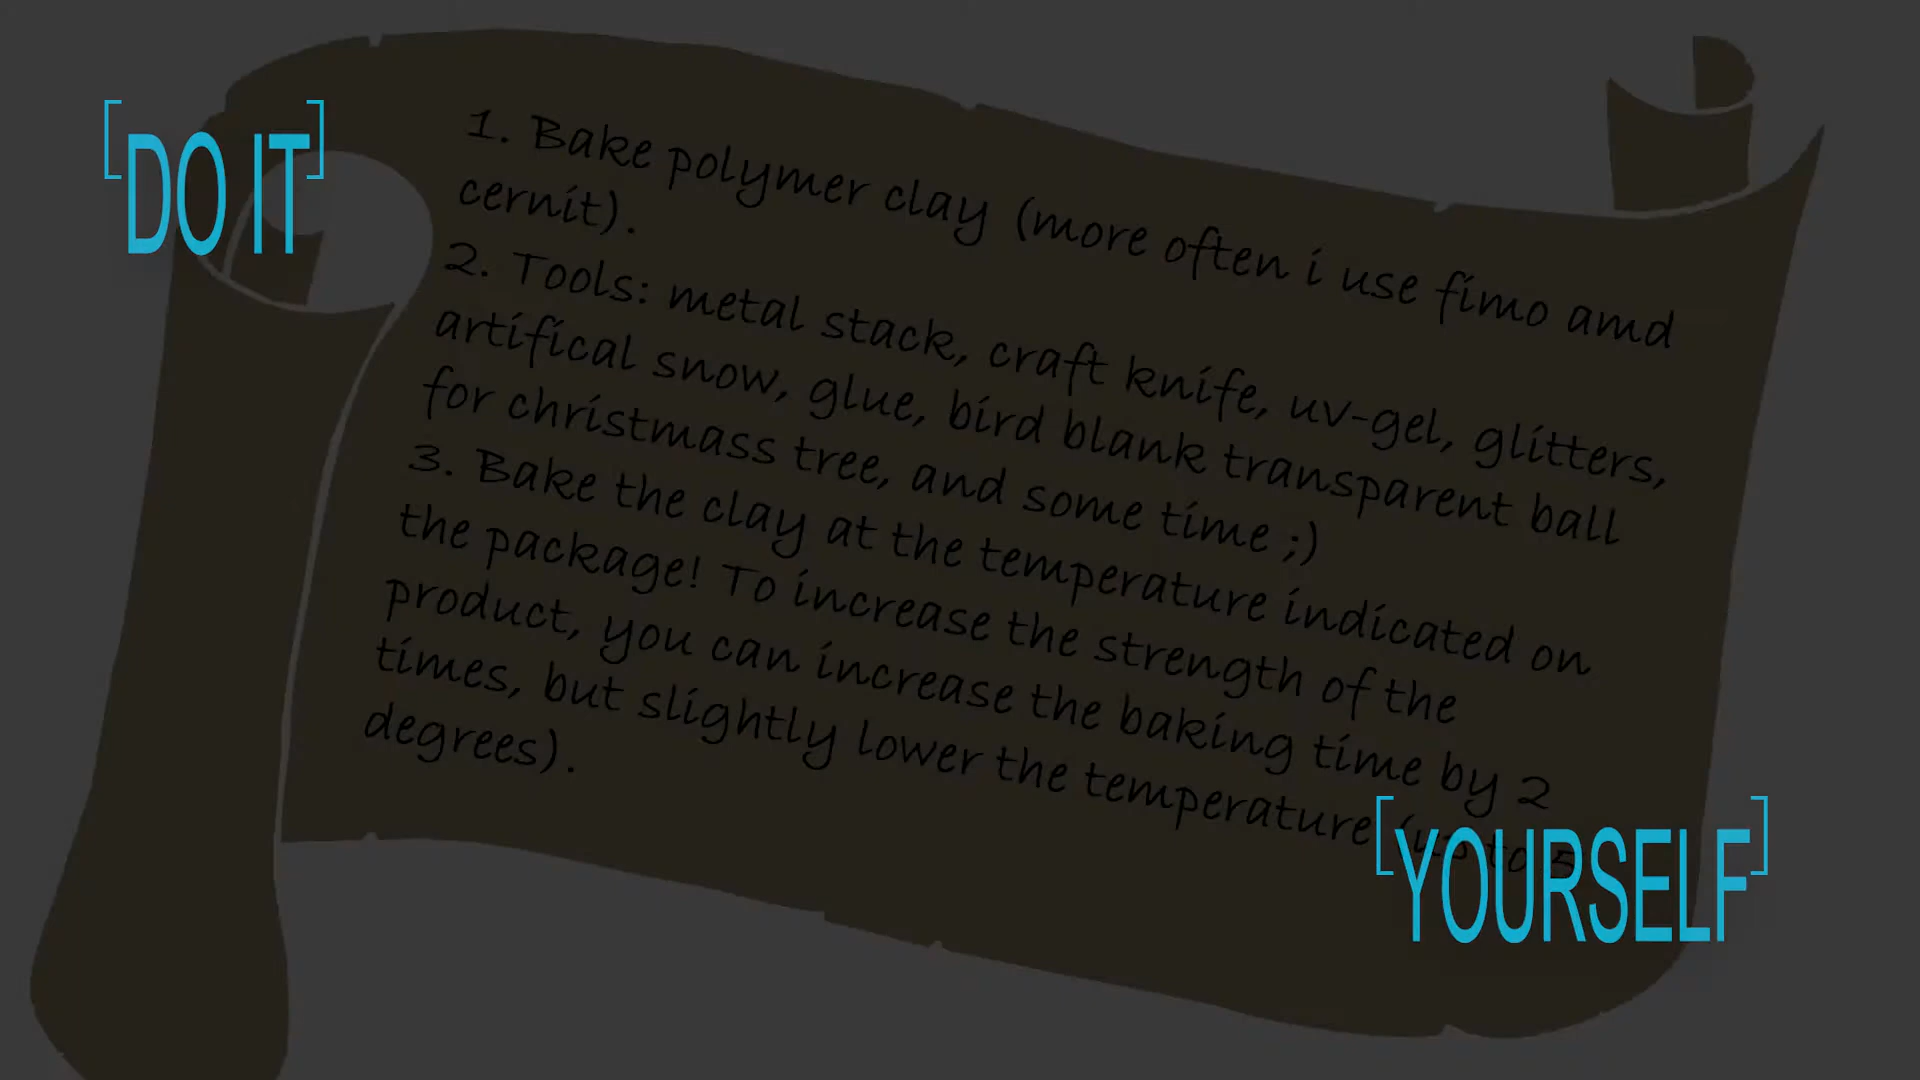 DO IT
1. Bake polymer clay (more often i use fimo amd
cernit).
2. Tools: metal stack, craft knife, uv-gel, glitters,
artifical snow, glue, bird blank transparent ball
for christmass tree, and some time ;)
3. Bake the clay at the temperature indicated on
the package! To increase the strength of the
product, you can increase the baking time by 2
times, but slightly lower the temperature (up to 5
degrees).
YOURSELF